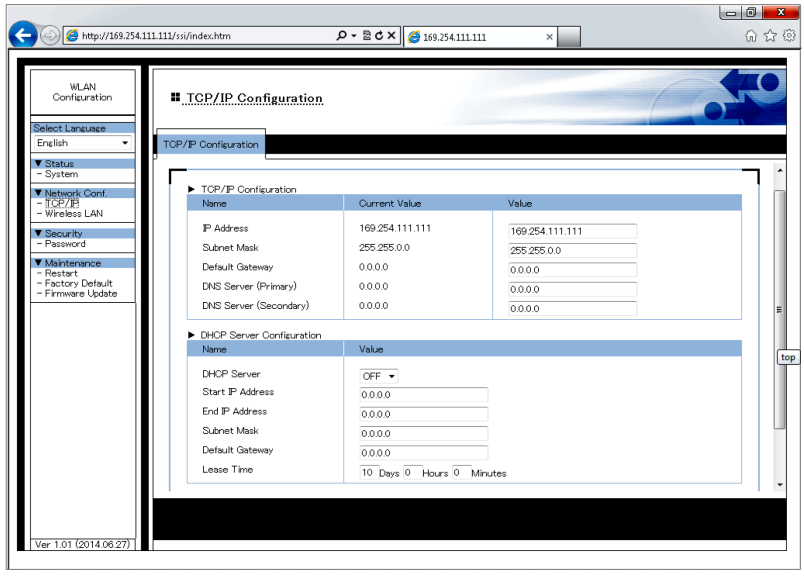 http://169.254.111.111/ssi/index.htm
169.254.111.111
WLAN
Configuration
Select Language
English
▼ Status
- System
▼ Network Conf.
- TCP/IP
- Wireless LAN
▼ Security
- Password
▼ Maintenance
- Restart
- Factory Default
- Firmware Update
Ver 1.01 (2014.06.27)
TCP/IP Configuration
TCP/IP Configuration
► TCP/IP Configuration
Name Current Value Value
IP Address 169.254.111.111 169.254.111.111
Subnet Mask 255.255.0.0 255.255.0.0
Default Gateway 0.0.0.0 0.0.0.0
DNS Server (Primary) 0.0.0.0 0.0.0.0
DNS Server (Secondary) 0.0.0.0 0.0.0.0
► DHCP Server Configuration
Name Value
DHCP Server OFF
Start IP Address 0.0.0.0
End IP Address 0.0.0.0
Subnet Mask 0.0.0.0
Default Gateway 0.0.0.0
Lease Time 10 Days 0 Hours 0 Minutes
top